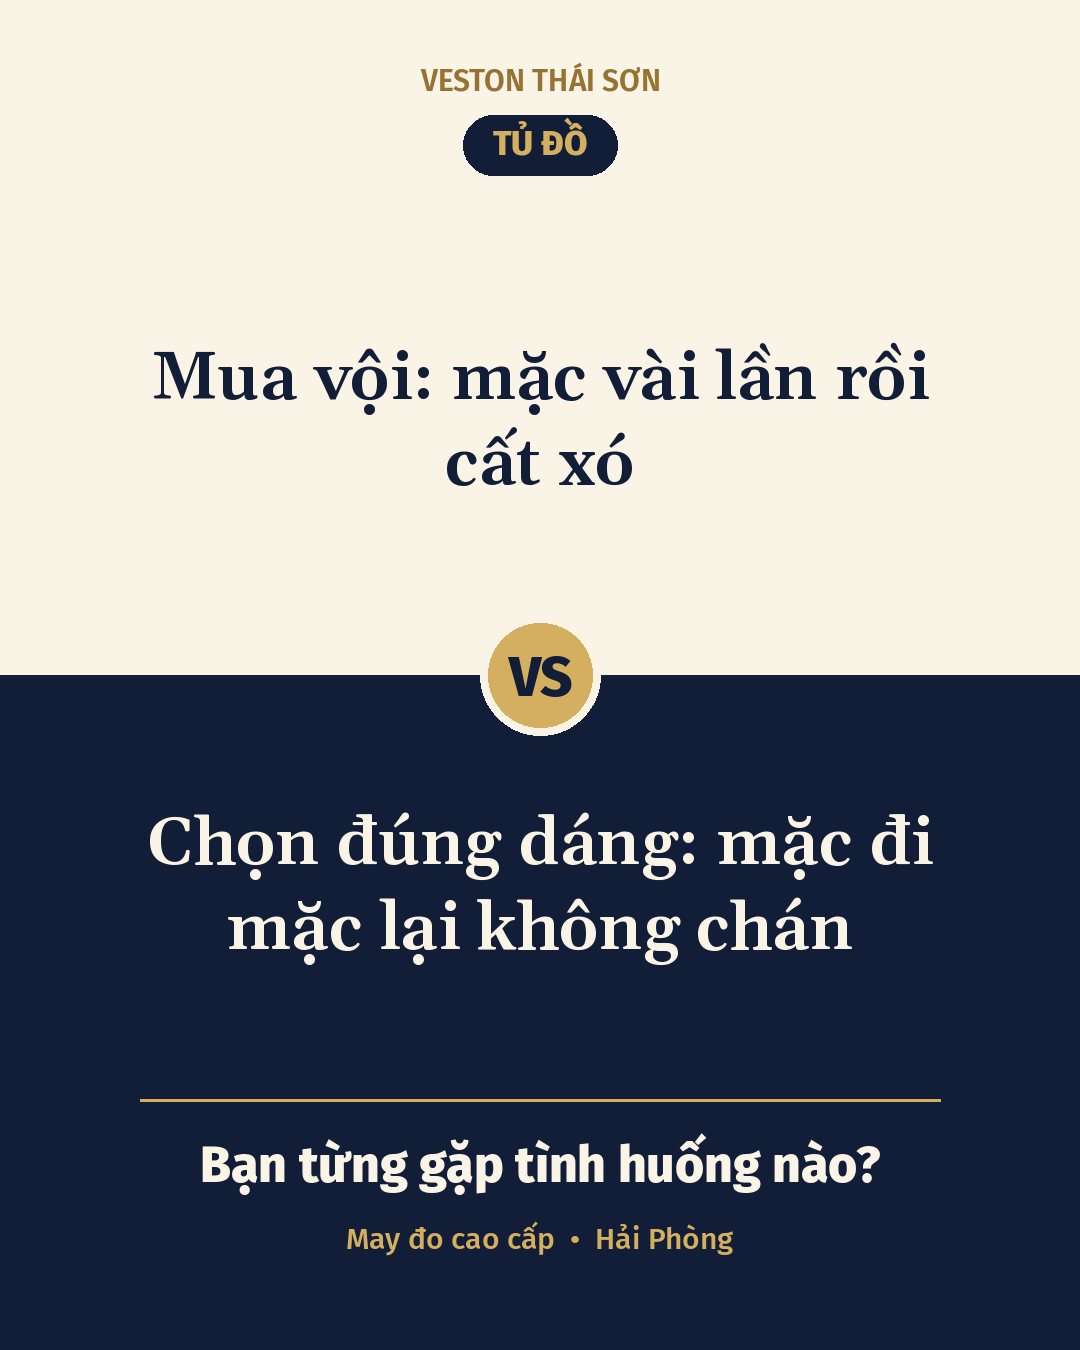 VESTON THÁI SƠN
TỦ ĐỒ
Mua vội: mặc vài lần rồi
cất xó
VS
Chọn đúng dáng: mặc đi
mặc lại không chán
Bạn từng gặp tình huống nào?
May đo cao cấp • Hải Phòng